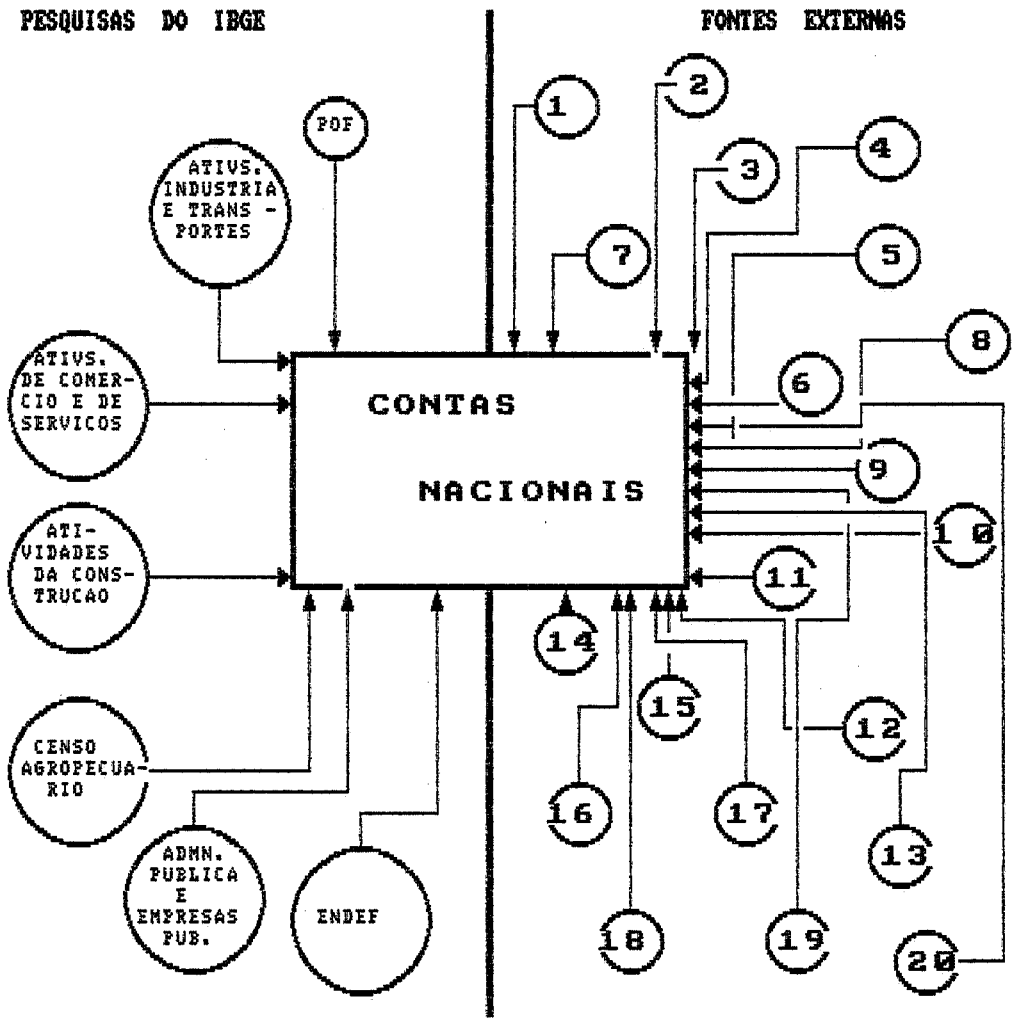 PESQUISAS DO IBGE
FONTES EXTERNAS
POF
ATIVS.
INDUSTRIA
E TRANS -
PORTES
ATIVS.
DE COMER-
CIO E DE
SERVICOS
ATI-
VIDADES
DA CONS-
TRUCAO
CENSO
AGROPECUA-
RIO
ADMN.
PUBLICA
E
EMPRESAS
PUB.
ENDEF
CONTAS
NACIONAIS
1
2
3
4
5
7
8
6
9
10
11
14
15
12
16
17
13
18
19
20